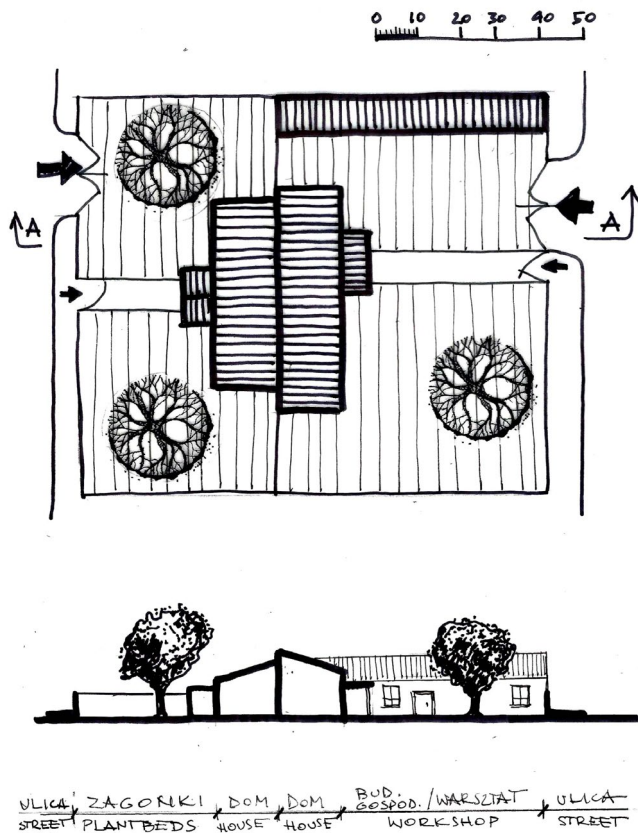 0 10 20 30 40 50
A A
ULICA ZAGONKI DOM DOM BUD. GOSPOD. / WARSZTAT ULICA
STREET PLANTBEDS HOUSE HOUSE WORKSHOP STREET